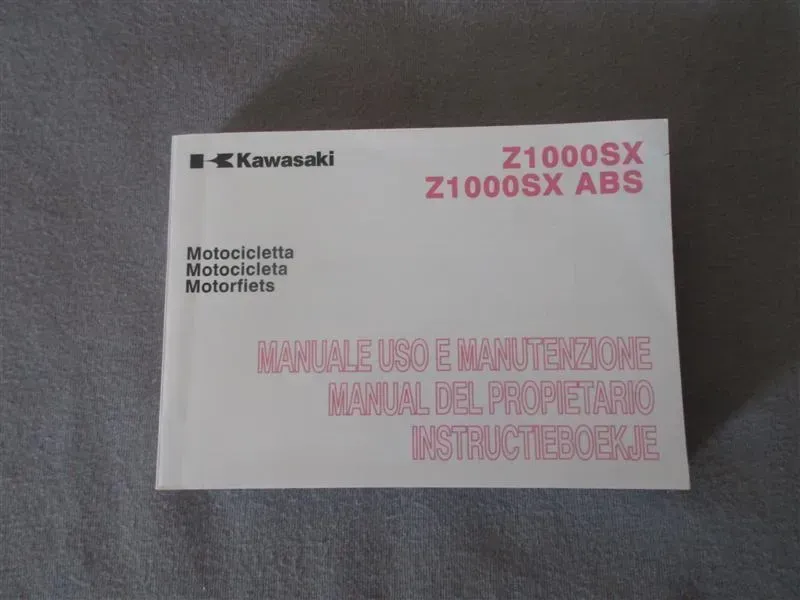 Kawasaki
Z1000SX
Z1000SX ABS
Motocicletta
Motocicleta
Motorfiets
MANUALE USO E MANUTENZIONE
MANUAL DEL PROPIETARIO
INSTRUCTIEBOEKJE